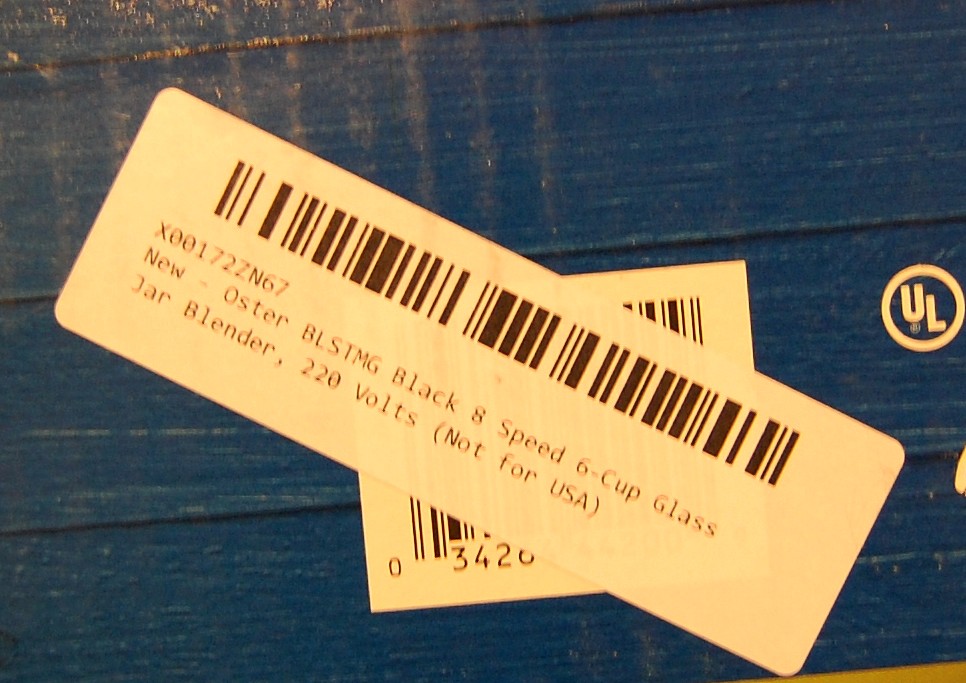 X00172ZN67
New - Oster BLSTMG Black 8 Speed 6-Cup Glass
Jar Blender, 220 Volts (Not for USA)
UL
®
0 3426